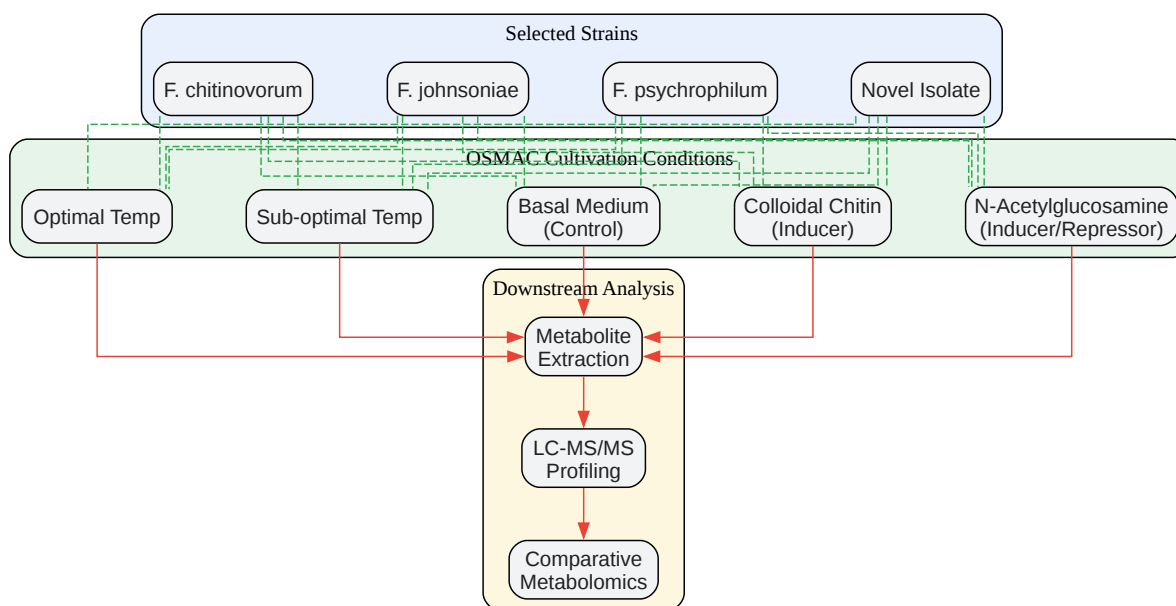 Selected Strains
F. chitinovorum
F. johnsoniae
F. psychrophilum
Novel Isolate
OSMAC Cultivation Conditions
Optimal Temp
Sub-optimal Temp
Basal Medium
(Control)
Colloidal Chitin
(Inducer)
N-Acetylglucosamine
(Inducer/Repressor)
Downstream Analysis
Metabolite
Extraction
LC-MS/MS
Profiling
Comparative
Metabolomics